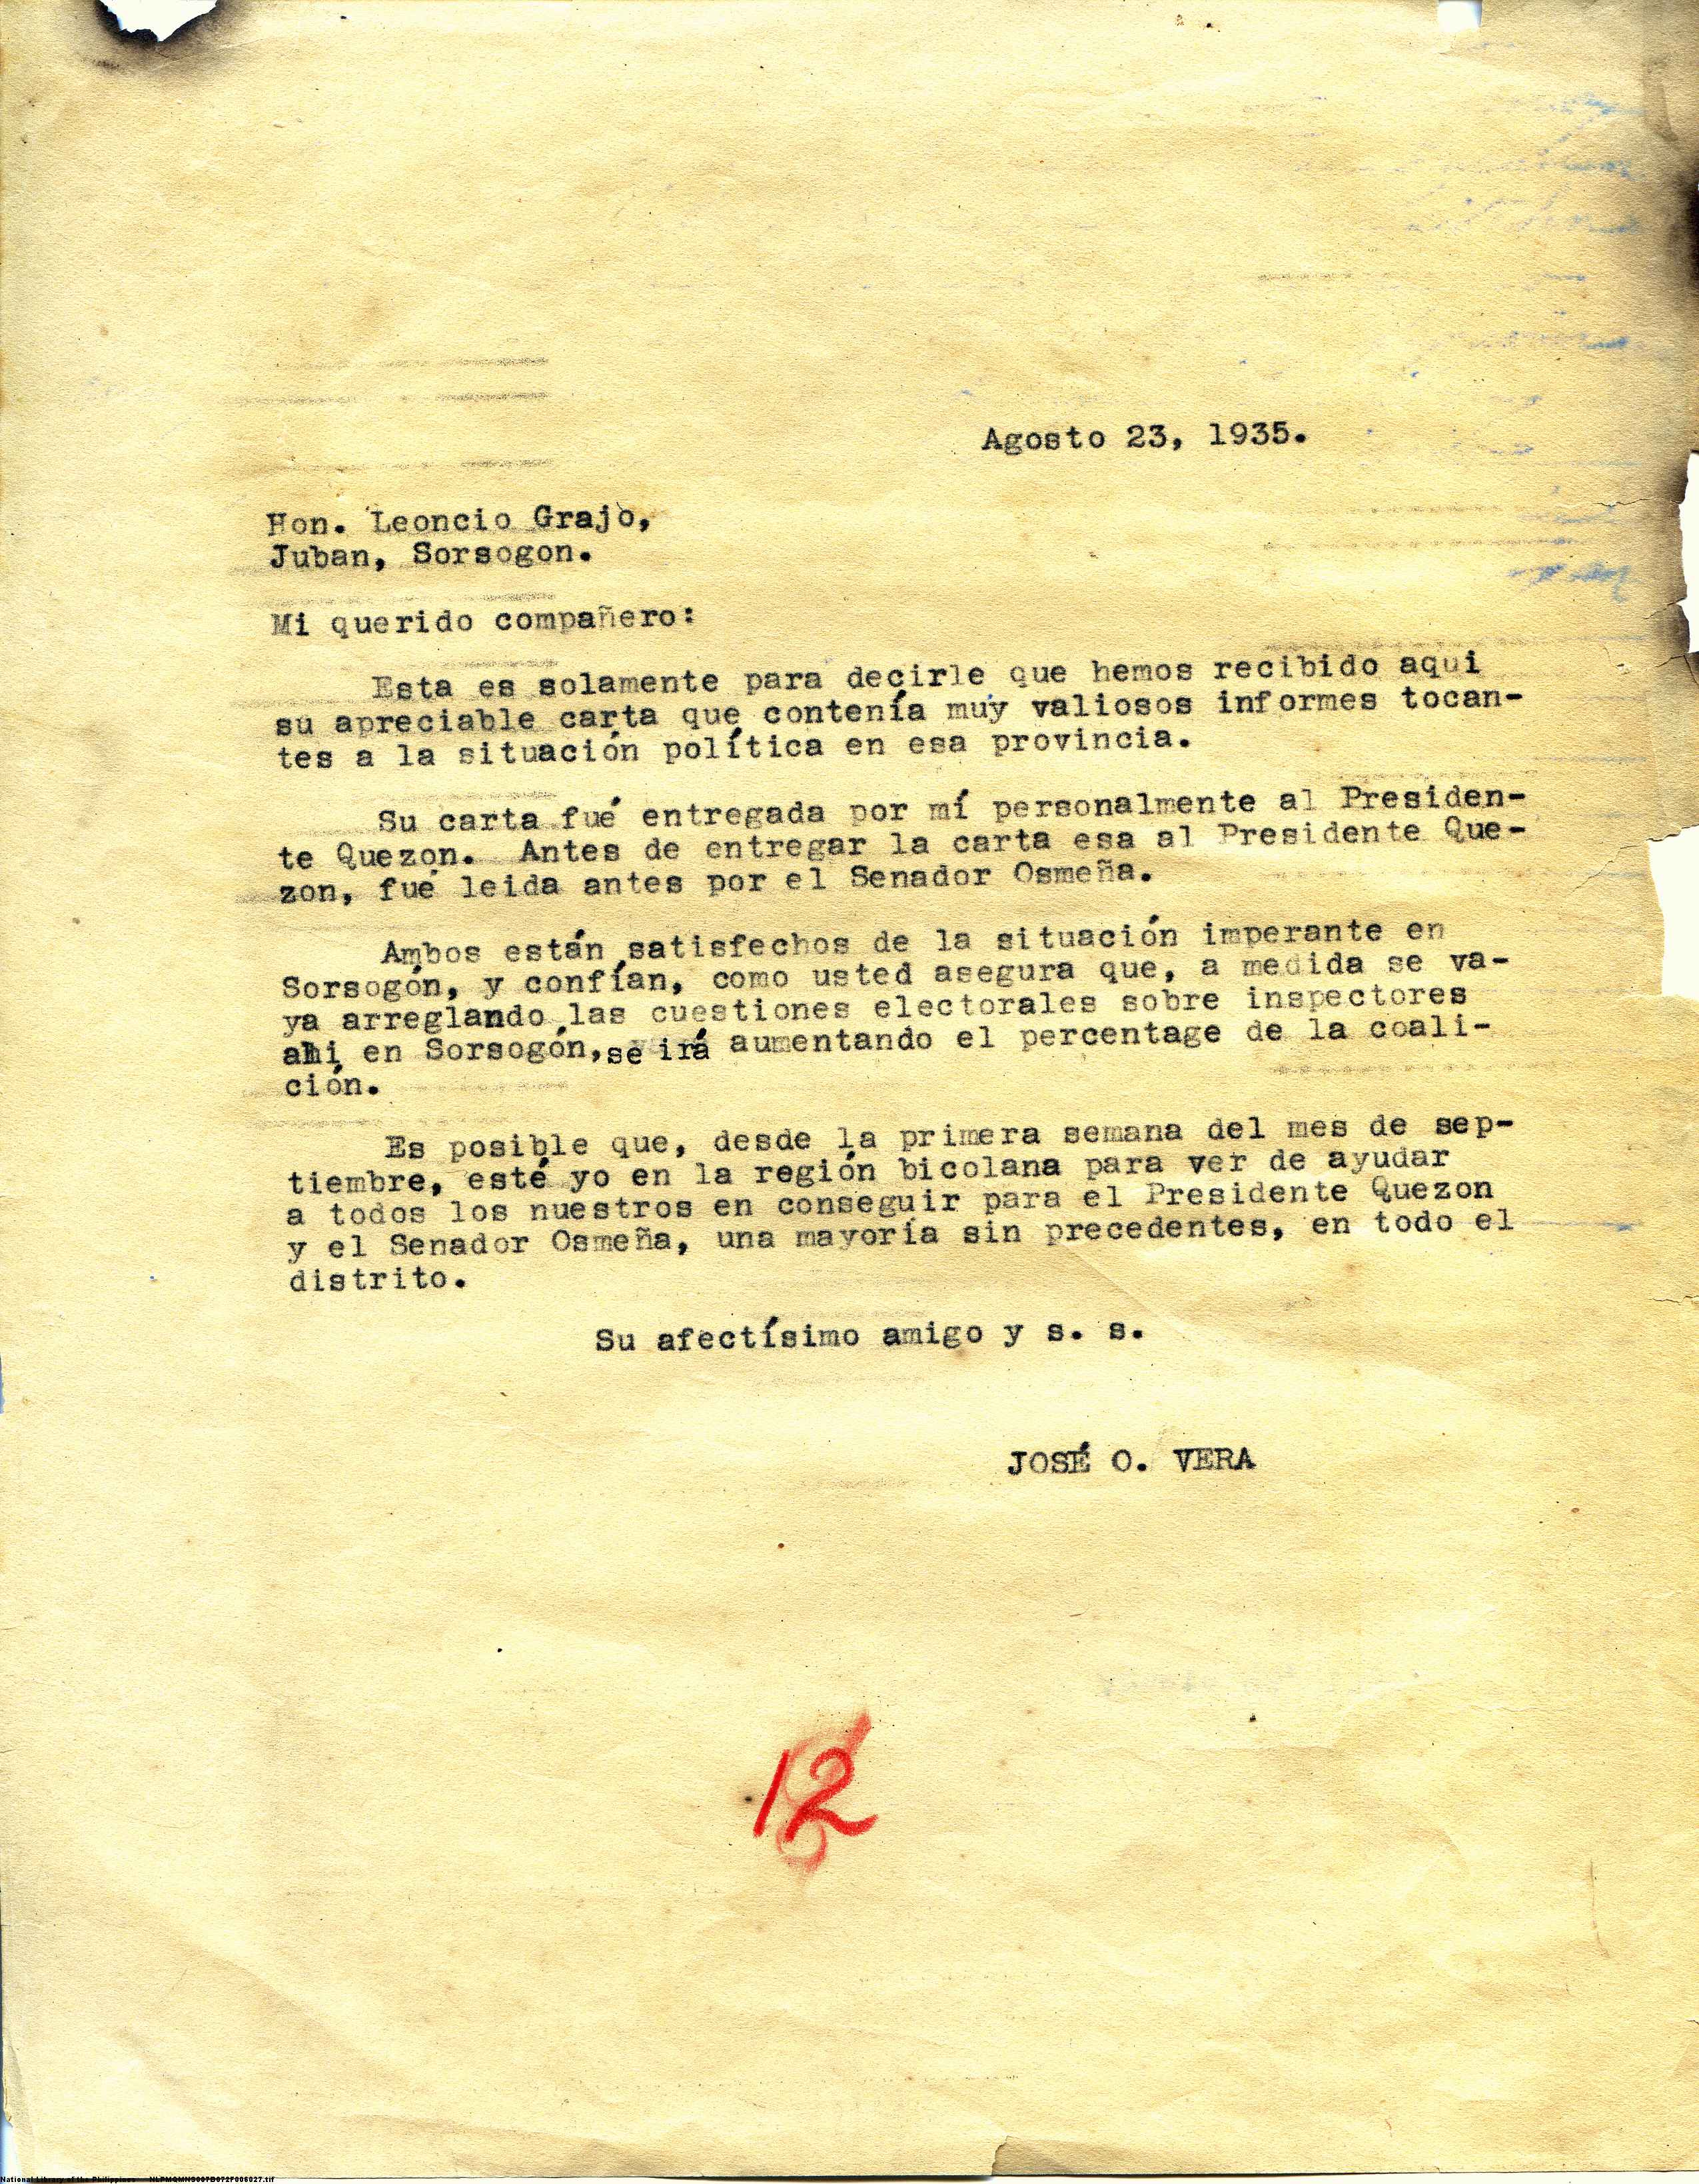 Agosto 23, 1935.
Hon. Leoncio Grajo,
Juban, Sorsogon.
Mi querido compañero:
Esta es solamente para decirle que hemos recibido aqui
su apreciable carta que contenía muy valiosos informes tocan-
tes a la situación política en esa provincia.
Su carta fué entregada por mí personalmente al Presiden-
te Quezon. Antes de entregar la carta esa al Presidente Que-
zon, fué leida antes por el Senador Osmeña.
Ambos están satisfechos de la situación imperante en
Sorsogón, y confían, como usted asegura que, a medida se va-
ya arreglando las cuestiones electorales sobre inspectores
ahi en Sorsogón, se irá aumentando el percentage de la coali-
ción.
Es posible que, desde la primera semana del mes de sep-
tiembre, esté yo en la región bicolana para ver de ayudar
a todos los nuestros en conseguir para el Presidente Quezon
y el Senador Osmeña, una mayoría sin precedentes, en todo el
distrito.
Su afectísimo amigo y s. s.
JOSÉ O. VERA
12
National Library of the Philippines